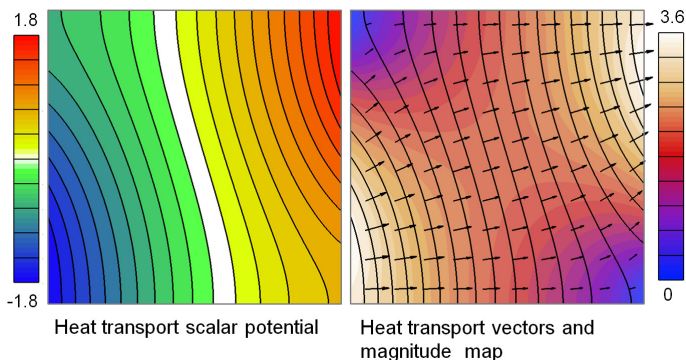 1.8
3.6
-1.8
0
Heat transport scalar potential
Heat transport vectors and
magnitude map